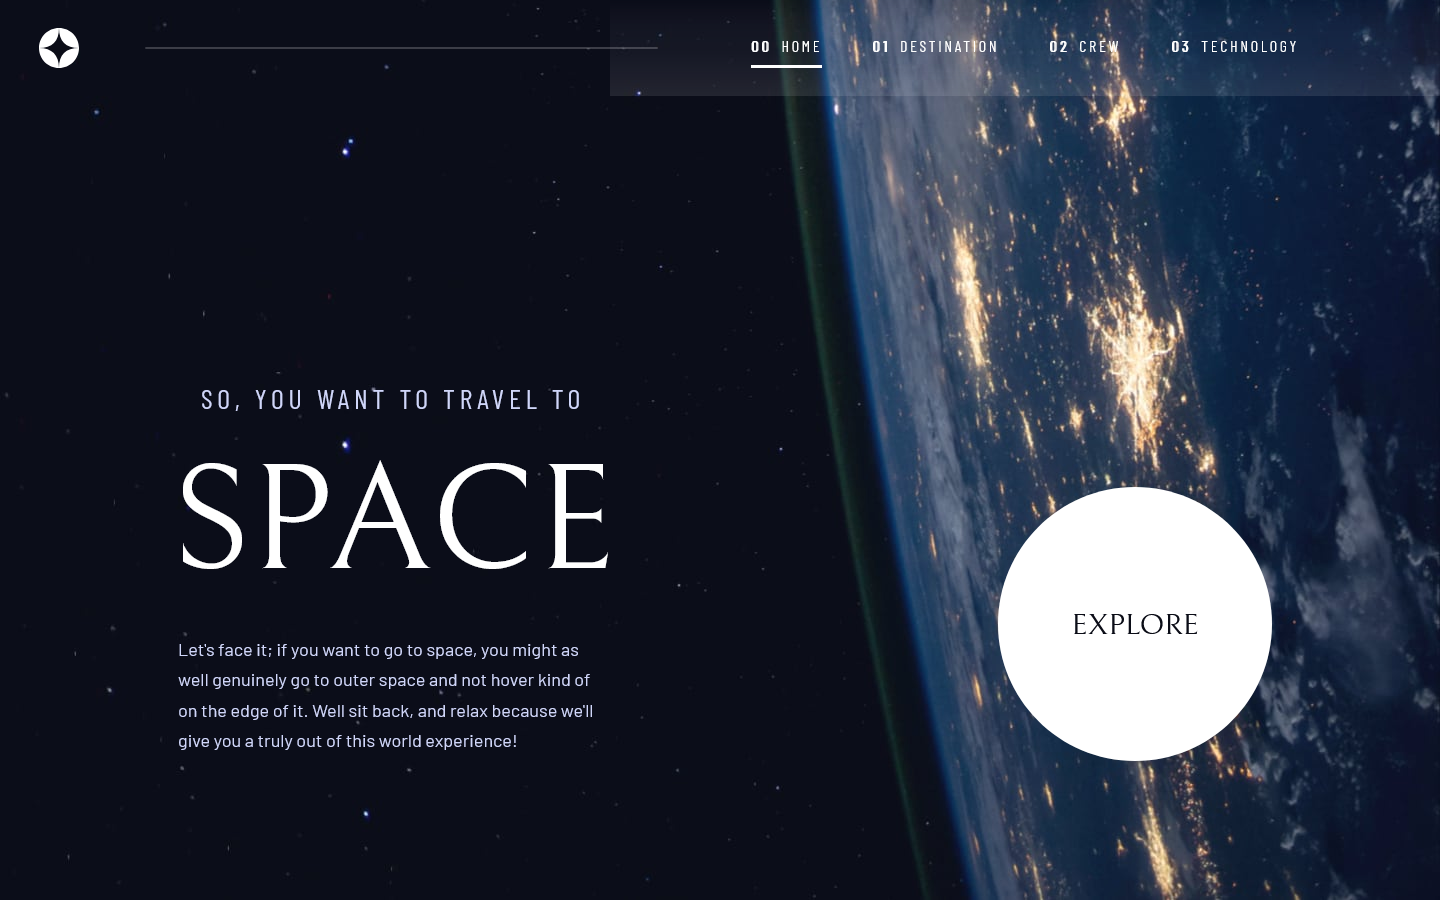 00 HOME 01 DESTINATION 02 CREW 03 TECHNOLOGY
SO, YOU WANT TO TRAVEL TO
SPACE
Let's face it; if you want to go to space, you might as
well genuinely go to outer space and not hover kind of
on the edge of it. Well sit back, and relax because we'll
give you a truly out of this world experience!
EXPLORE